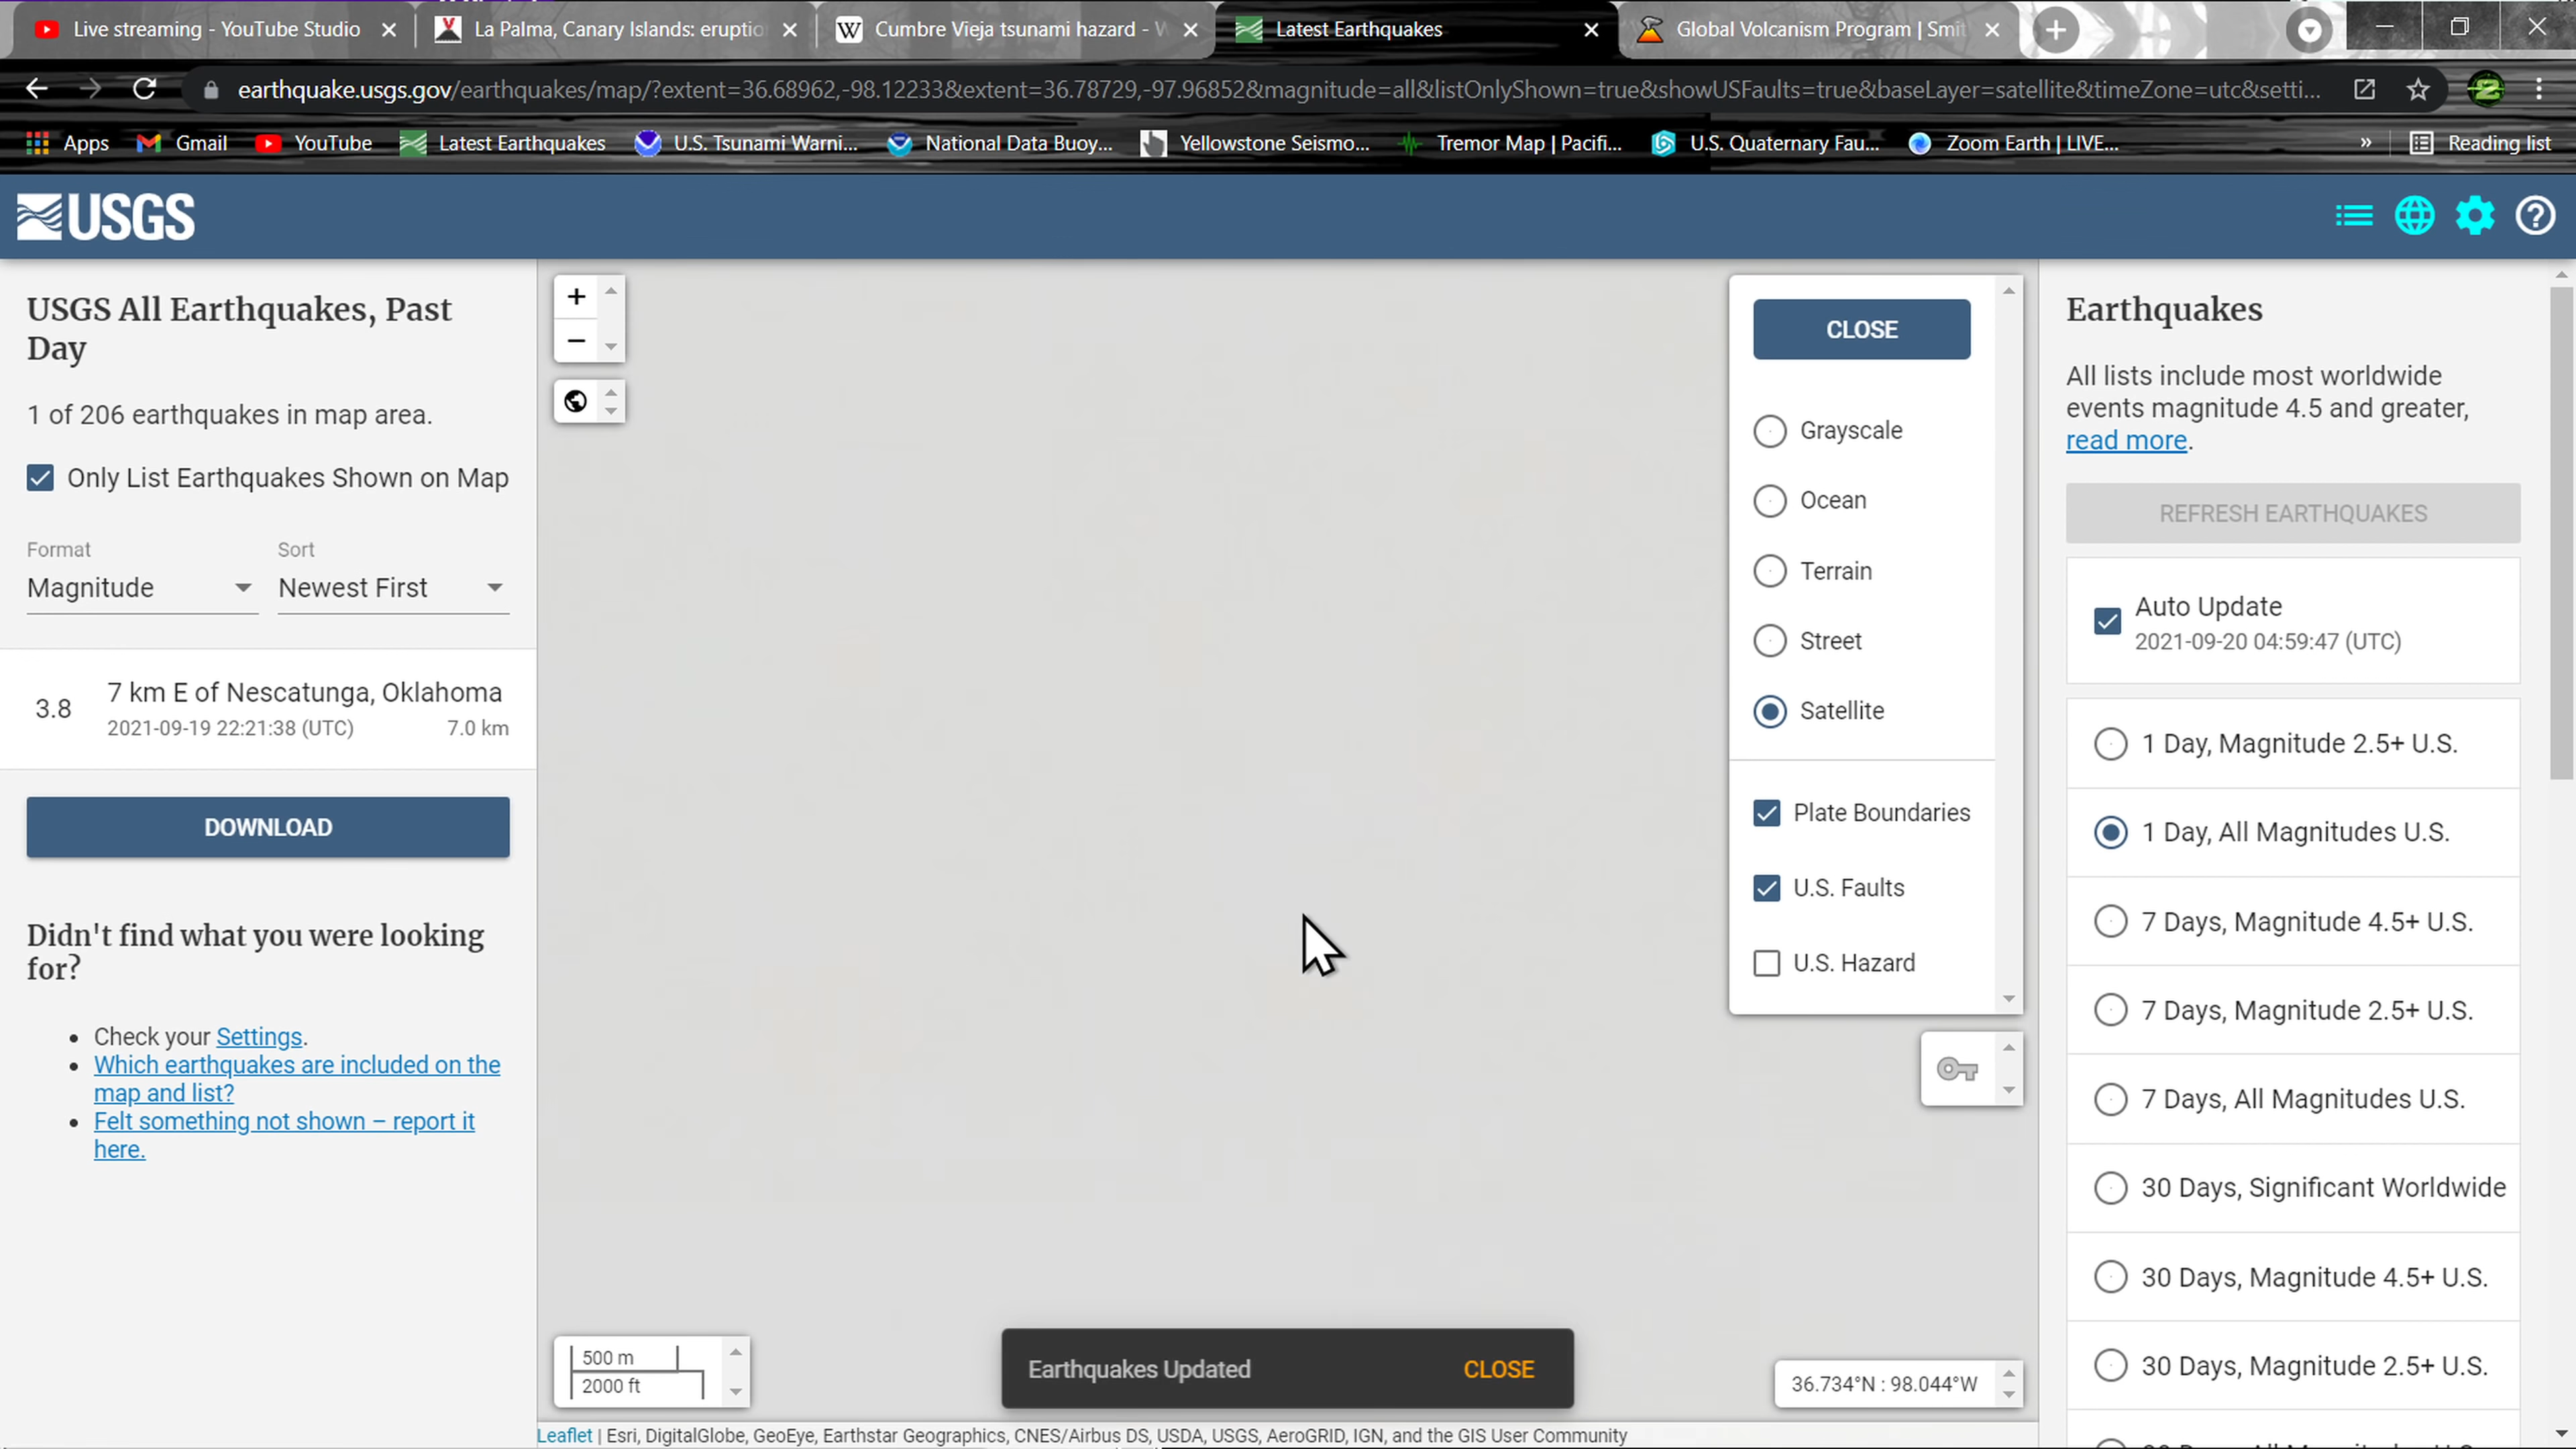 Live streaming - YouTube Studio
La Palma, Canary Islands: eruptio
Cumbre Vieja tsunami hazard - W
Latest Earthquakes
Global Volcanism Program | Smit
earthquake.usgs.gov/earthquakes/map/?extent=36.68962,-98.12233&extent=36.78729,-97.96852&magnitude=all&listOnlyShown=true&showUSFaults=true&baseLayer=satellite&timeZone=utc&setti...
Apps
Gmail
YouTube
Latest Earthquakes
U.S. Tsunami Warni...
National Data Buoy...
Yellowstone Seismo...
Tremor Map | Pacifi...
U.S. Quaternary Fau...
Zoom Earth | LIVE...
»
Reading list
USGS
USGS All Earthquakes, Past
Day
1 of 206 earthquakes in map area.
Only List Earthquakes Shown on Map
Format
Sort
Magnitude
Newest First
3.8
7 km E of Nescatunga, Oklahoma
2021-09-19 22:21:38 (UTC)
7.0 km
DOWNLOAD
Didn't find what you were looking
for?
• Check your Settings.
• Which earthquakes are included on the
map and list?
• Felt something not shown – report it
here.
+
−
CLOSE
Grayscale
Ocean
Terrain
Street
Satellite
Plate Boundaries
U.S. Faults
U.S. Hazard
500 m
2000 ft
Earthquakes Updated
CLOSE
36.734°N : 98.044°W
Leaflet | Esri, DigitalGlobe, GeoEye, Earthstar Geographics, CNES/Airbus DS, USDA, USGS, AeroGRID, IGN, and the GIS User Community
Earthquakes
All lists include most worldwide
events magnitude 4.5 and greater,
read more.
REFRESH EARTHQUAKES
Auto Update
2021-09-20 04:59:47 (UTC)
1 Day, Magnitude 2.5+ U.S.
1 Day, All Magnitudes U.S.
7 Days, Magnitude 4.5+ U.S.
7 Days, Magnitude 2.5+ U.S.
7 Days, All Magnitudes U.S.
30 Days, Significant Worldwide
30 Days, Magnitude 4.5+ U.S.
30 Days, Magnitude 2.5+ U.S.